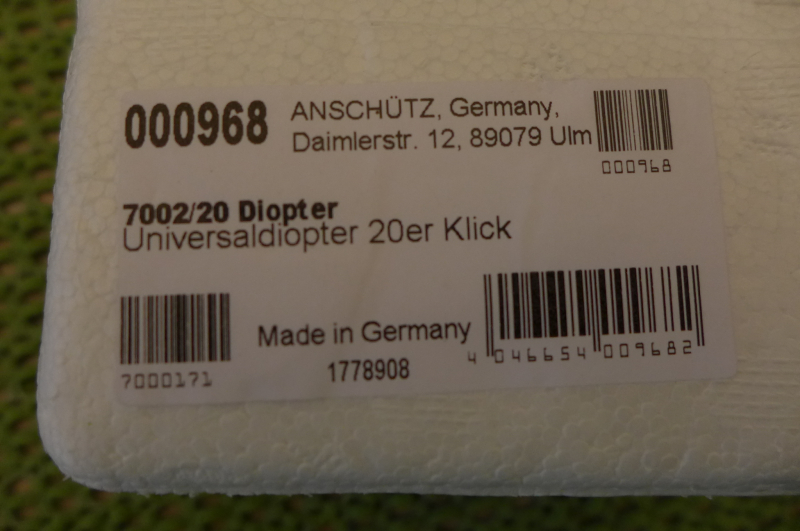 000968
ANSCHÜTZ, Germany,
Daimlerstr. 12, 89079 Ulm
000968
7002/20 Diopter
Universaldiopter 20er Klick
7000171
Made in Germany
1778908
4 046654 009682